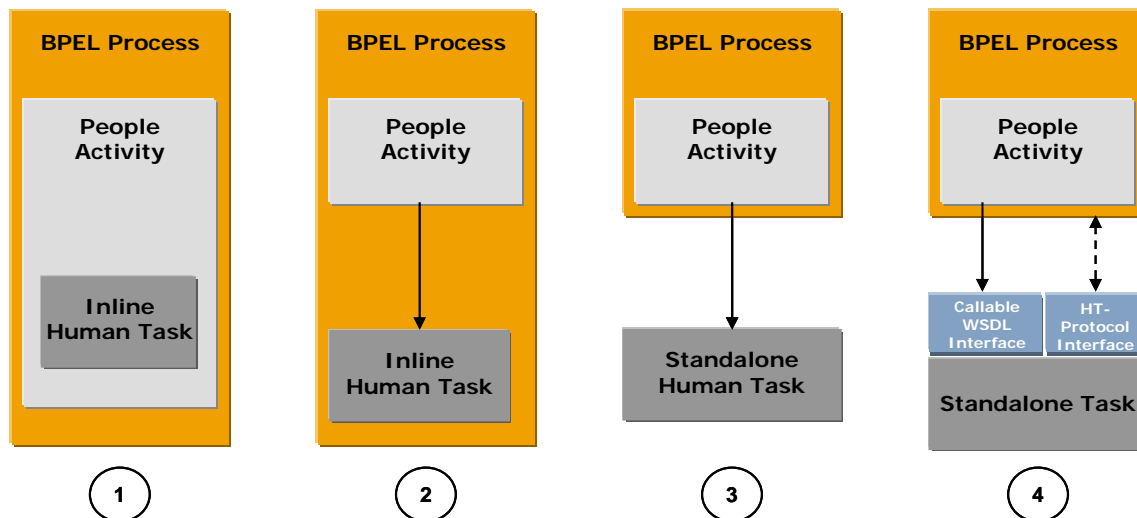 BPEL Process
People
Activity
Inline
Human Task
1
BPEL Process
People
Activity
Inline
Human Task
2
BPEL Process
People
Activity
Standalone
Human Task
3
BPEL Process
People
Activity
Callable
WSDL
Interface
HT-
Protocol
Interface
Standalone Task
4